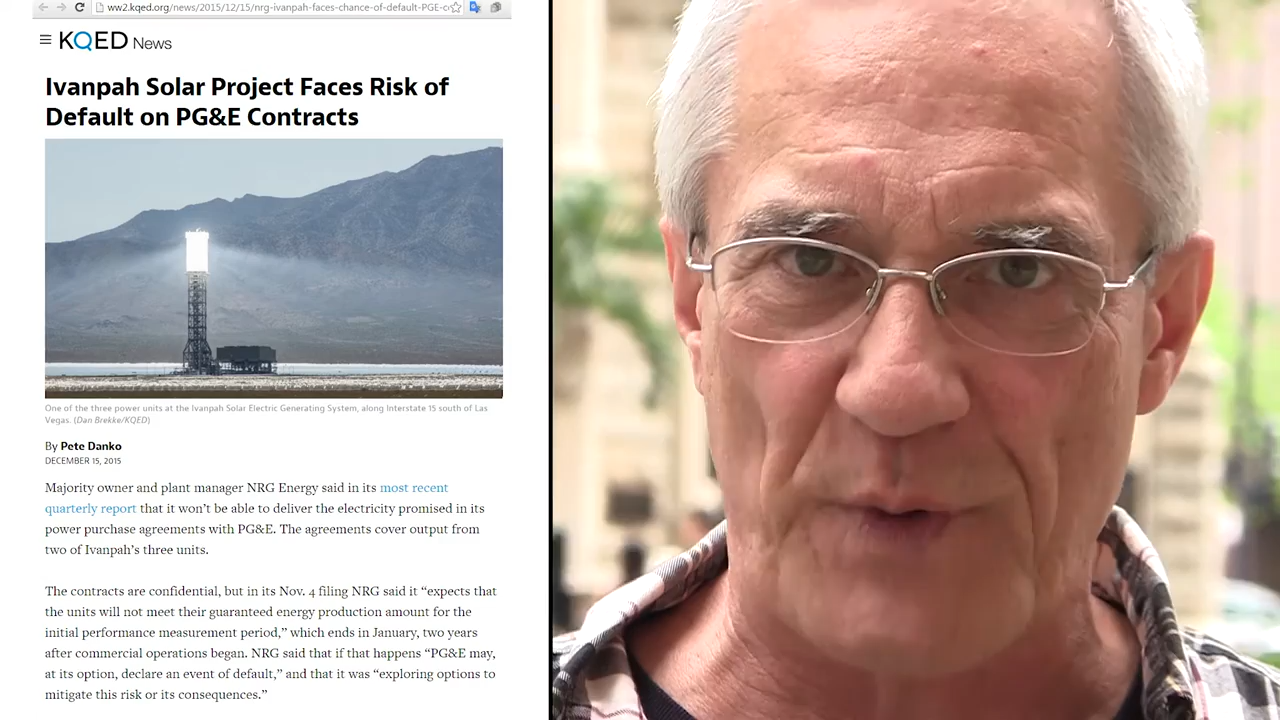 ww2.kqed.org/news/2015/12/15/nrg-ivanpah-faces-chance-of-default-PGE-c
KQED News
Ivanpah Solar Project Faces Risk of
Default on PG&E Contracts
One of the three power units at the Ivanpah Solar Electric Generating System, along Interstate 15 south of Las
Vegas. (Dan Brekke/KQED)
By Pete Danko
DECEMBER 15, 2015
Majority owner and plant manager NRG Energy said in its most recent
quarterly report that it won't be able to deliver the electricity promised in its
power purchase agreements with PG&E. The agreements cover output from
two of Ivanpah's three units.
The contracts are confidential, but in its Nov. 4 filing NRG said it “expects that
the units will not meet their guaranteed energy production amount for the
initial performance measurement period,” which ends in January, two years
after commercial operations began. NRG said that if that happens “PG&E may,
at its option, declare an event of default,” and that it was “exploring options to
mitigate this risk or its consequences.”